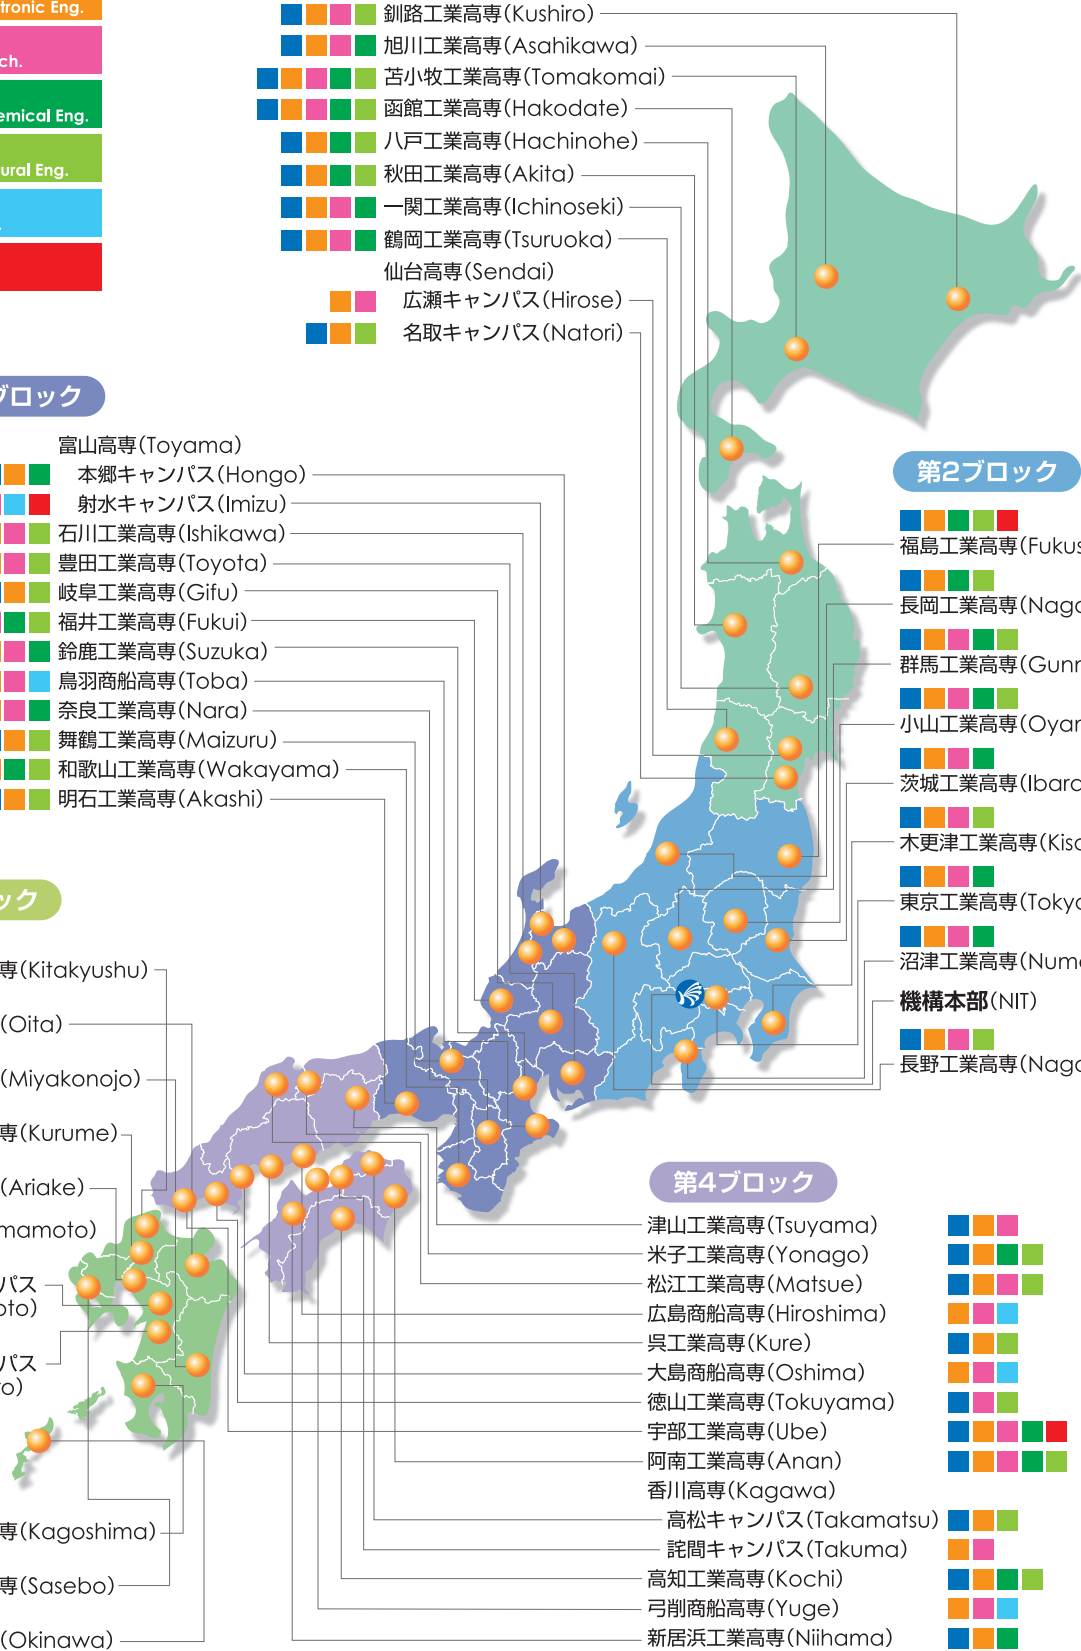 tronic Eng.
ch.
emical Eng.
ural Eng.
釧路工業高専(Kushiro)
旭川工業高専(Asahikawa)
苫小牧工業高専(Tomakomai)
函館工業高専(Hakodate)
八戸工業高専(Hachinohe)
秋田工業高専(Akita)
一関工業高専(Ichinoseki)
鶴岡工業高専(Tsuruoka)
仙台高専(Sendai)
広瀬キャンパス(Hirose)
名取キャンパス(Natori)
ブロック
富山高専(Toyama)
本郷キャンパス(Hongo)
射水キャンパス(Imizu)
石川工業高専(Ishikawa)
豊田工業高専(Toyota)
岐阜工業高専(Gifu)
福井工業高専(Fukui)
鈴鹿工業高専(Suzuka)
鳥羽商船高専(Toba)
奈良工業高専(Nara)
舞鶴工業高専(Maizuru)
和歌山工業高専(Wakayama)
明石工業高専(Akashi)
第2ブロック
福島工業高専(Fukus
長岡工業高専(Naga
群馬工業高専(Gunm
小山工業高専(Oyam
茨城工業高専(Ibara
木更津工業高専(Kisa
東京工業高専(Tokyo
沼津工業高専(Numa
機構本部(NIT)
長野工業高専(Naga
ック
専(Kitakyushu)
(Oita)
(Miyakonojo)
専(Kurume)
(Ariake)
mamoto)
パス
oto)
パス
ro)
専(Kagoshima)
専(Sasebo)
(Okinawa)
第4ブロック
津山工業高専(Tsuyama)
米子工業高専(Yonago)
松江工業高専(Matsue)
広島商船高専(Hiroshima)
呉工業高専(Kure)
大島商船高専(Oshima)
徳山工業高専(Tokuyama)
宇部工業高専(Ube)
阿南工業高専(Anan)
香川高専(Kagawa)
高松キャンパス(Takamatsu)
詫間キャンパス(Takuma)
高知工業高専(Kochi)
弓削商船高専(Yuge)
新居浜工業高専(Niihama)